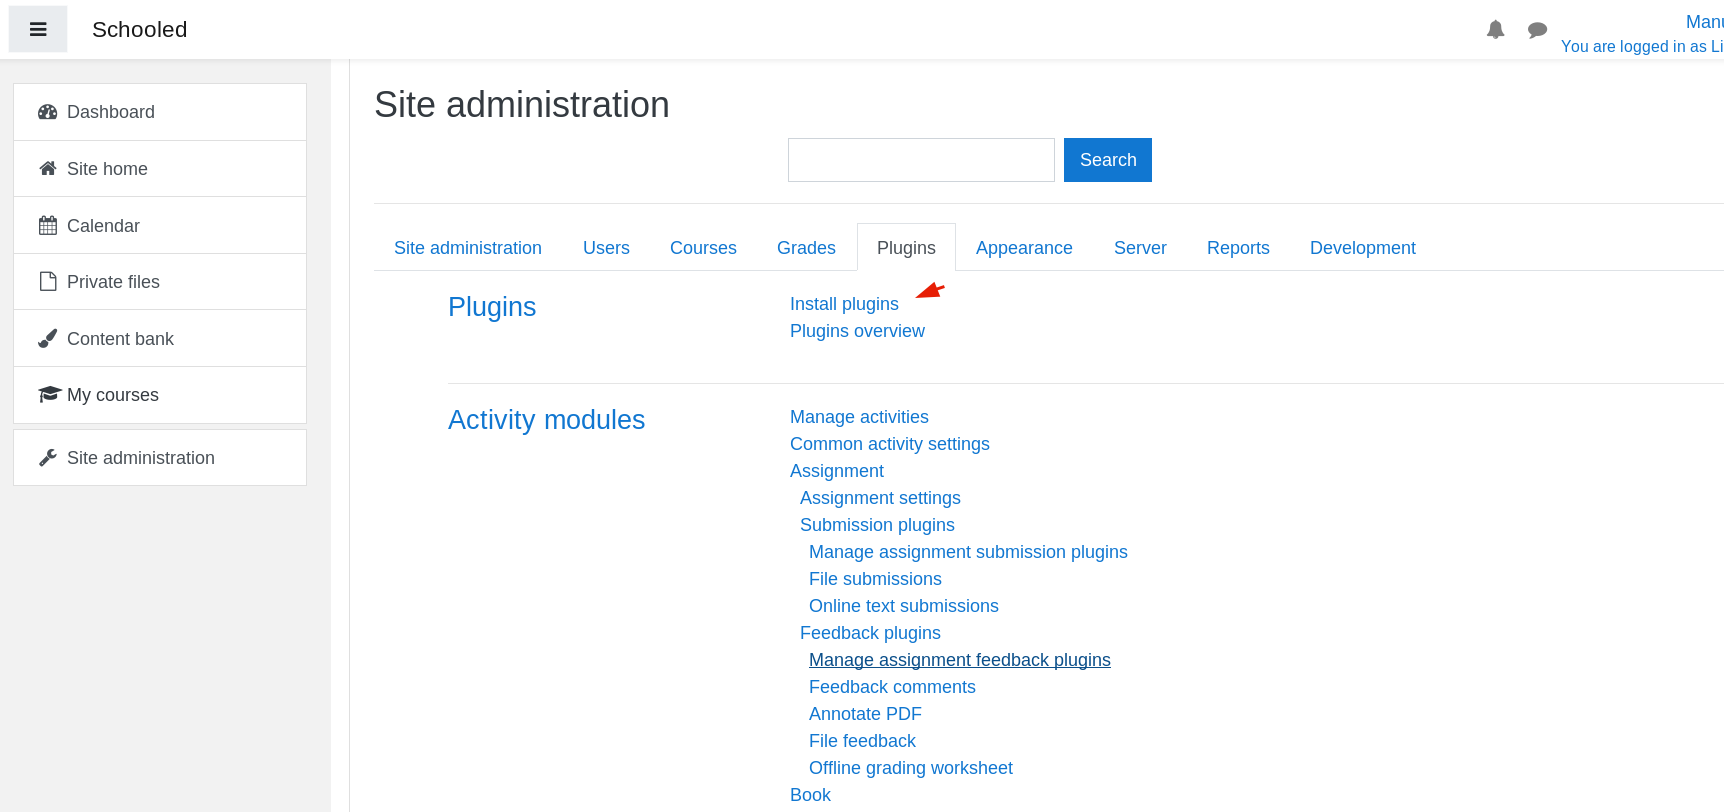 Schooled
Manu
You are logged in as Li
Dashboard
Site home
Calendar
Private files
Content bank
My courses
Site administration
Site administration
Search
Site administration Users Courses Grades Plugins Appearance Server Reports Development
Plugins
Install plugins
Plugins overview
Activity modules
Manage activities
Common activity settings
Assignment
Assignment settings
Submission plugins
Manage assignment submission plugins
File submissions
Online text submissions
Feedback plugins
Manage assignment feedback plugins
Feedback comments
Annotate PDF
File feedback
Offline grading worksheet
Book